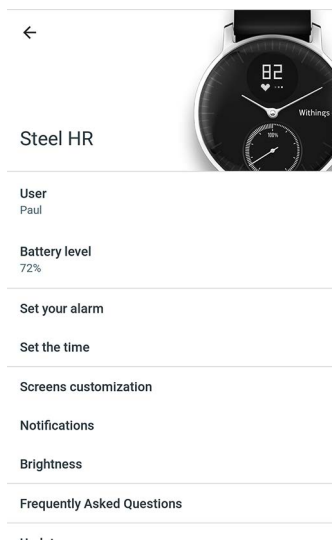 82
Withings
100%
Steel HR
User
Paul
Battery level
72%
Set your alarm
Set the time
Screens customization
Notifications
Brightness
Frequently Asked Questions